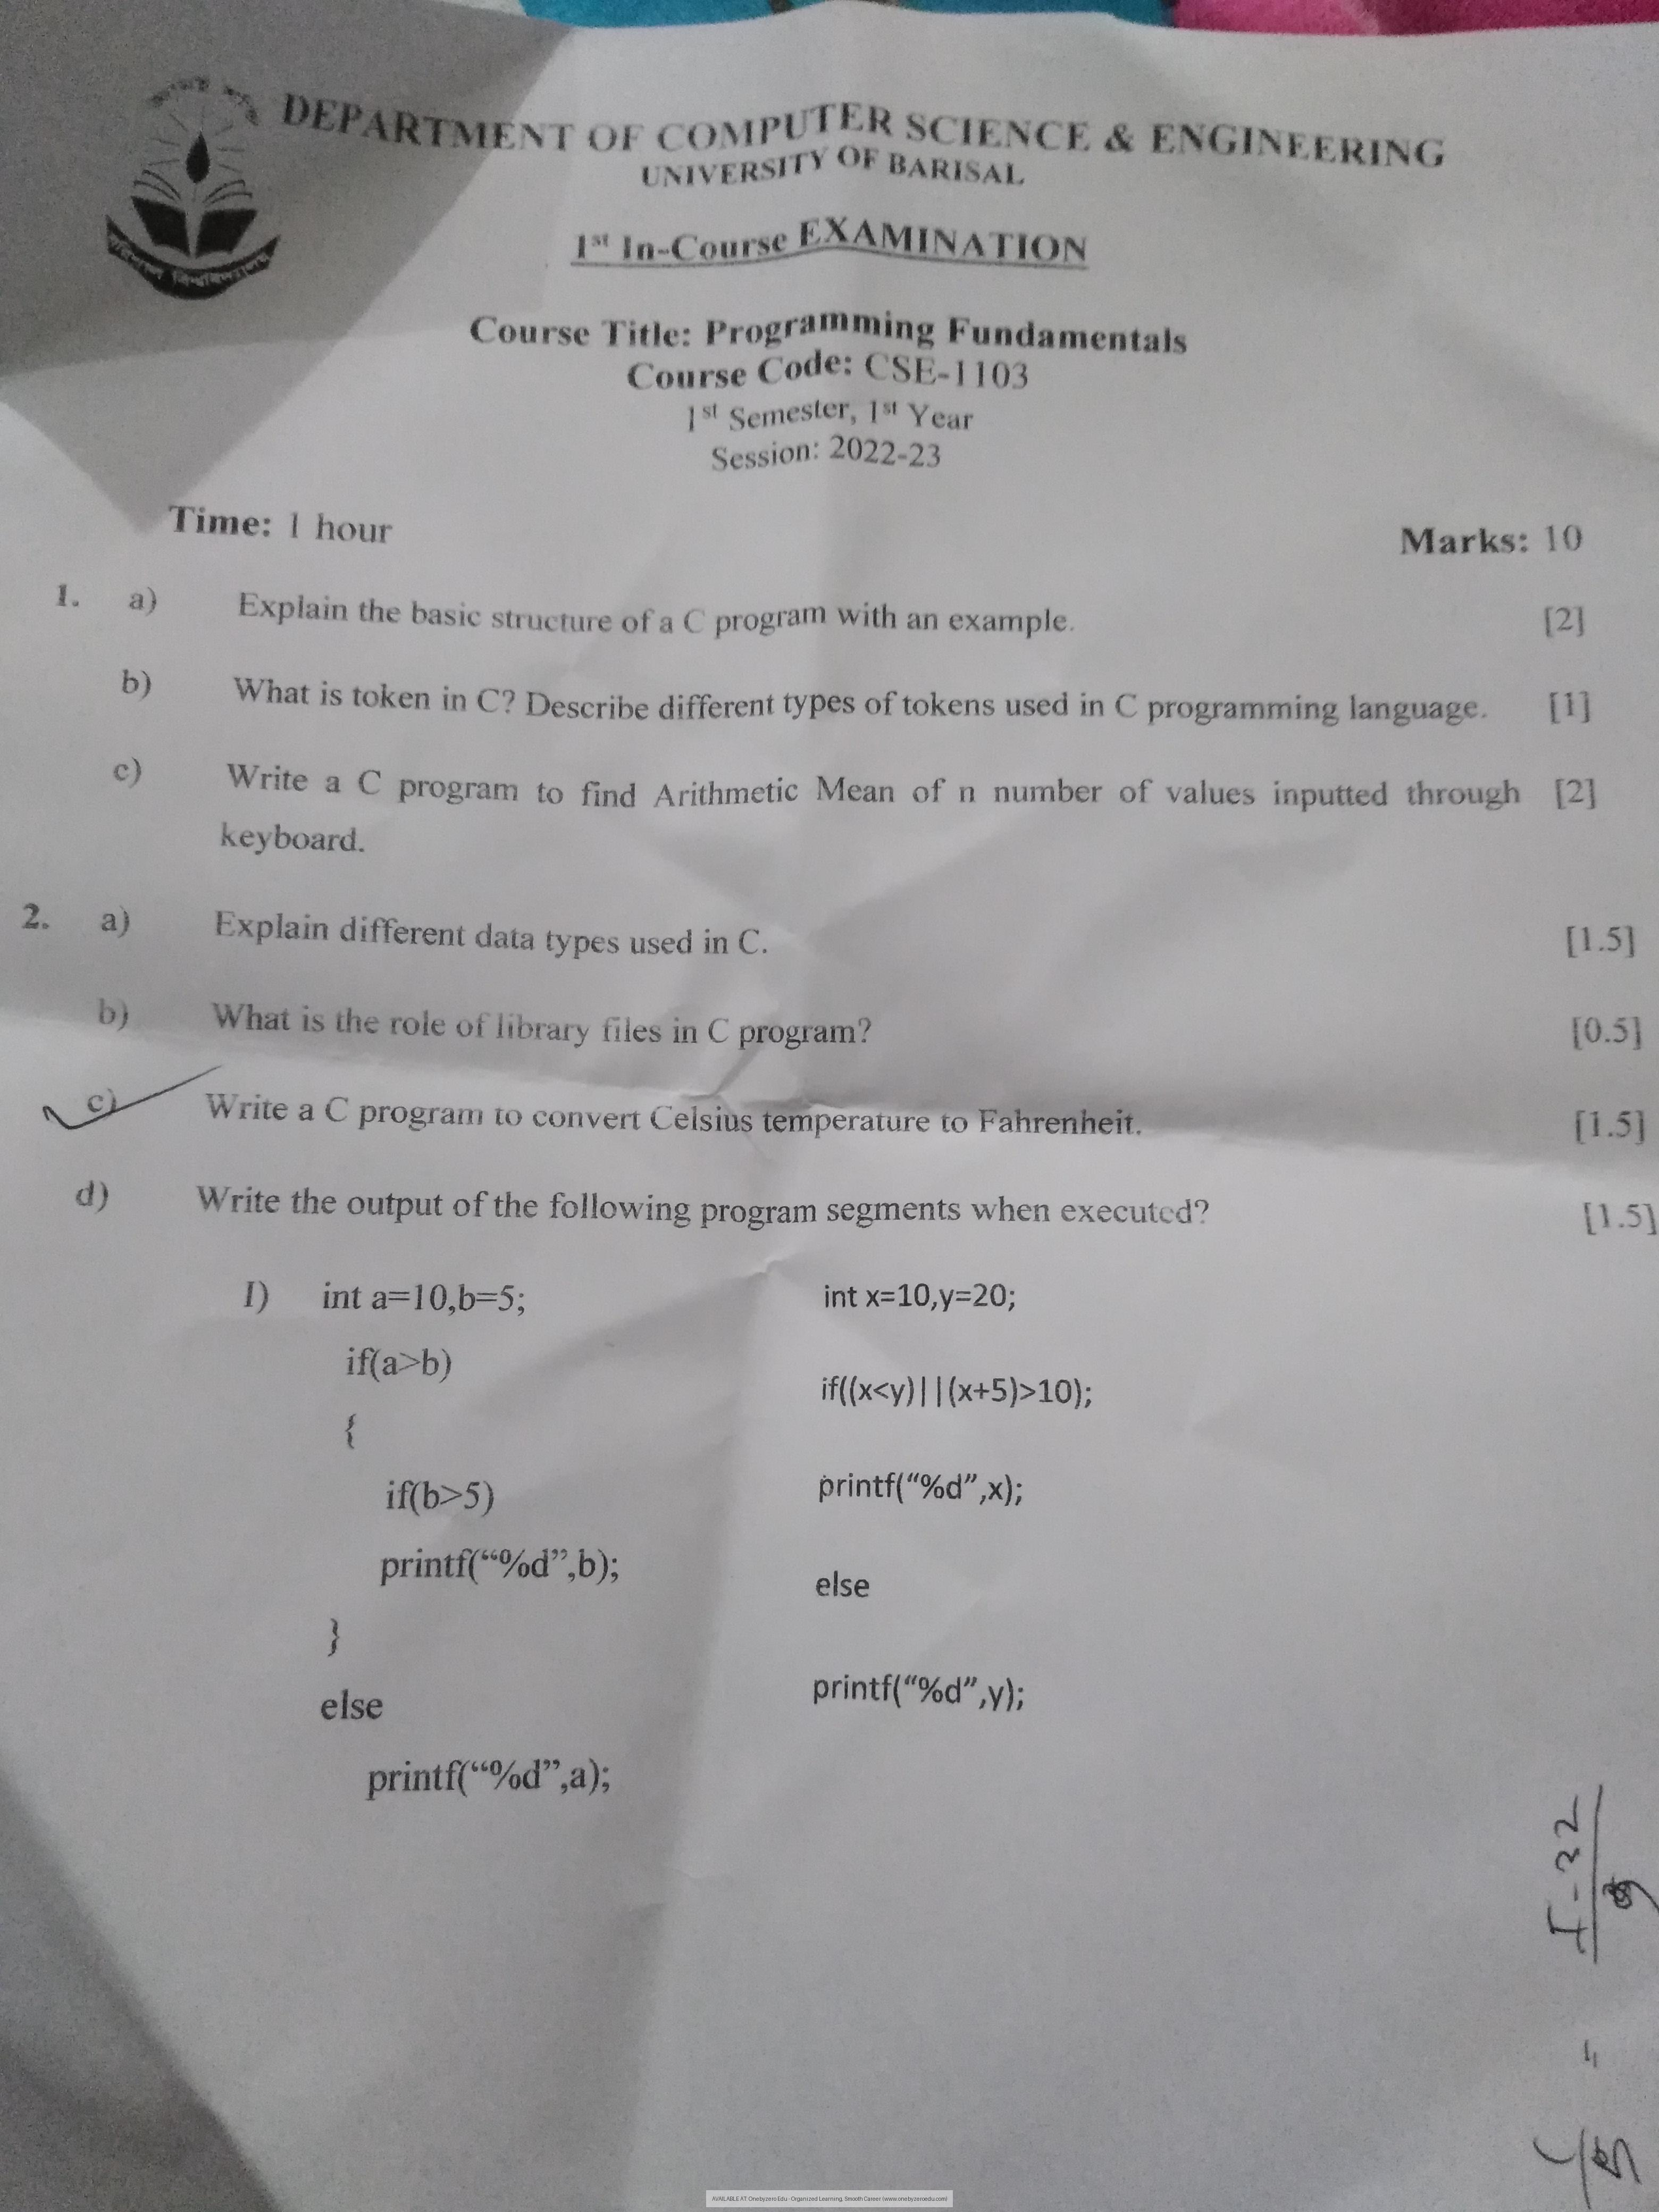 DEPARTMENT OF COMPUTER SCIENCE & ENGINEERING
UNIVERSITY OF BARISAL
1st In-Course EXAMINATION
Course Title: Programming Fundamentals
Course Code: CSE-1103
1st Semester, 1st Year
Session: 2022-23
Time: 1 hour Marks: 10
1. a) Explain the basic structure of a C program with an example. [2]
b) What is token in C? Describe different types of tokens used in C programming language. [1]
c) Write a C program to find Arithmetic Mean of n number of values inputted through [2]
keyboard.
2. a) Explain different data types used in C. [1.5]
b) What is the role of library files in C program? [0.5]
c) Write a C program to convert Celsius temperature to Fahrenheit. [1.5]
d) Write the output of the following program segments when executed? [1.5]
I) int a=10,b=5;
if(a>b)
{
if(b>5)
printf(“%d”,b);
}
else
printf(“%d”,a);
int x=10,y=20;
if((x<y)||(x+5)>10);
printf(“%d”,x);
else
printf(“%d”,y);
AVAILABLE AT Onebyzero Edu - Organized Learning, Smooth Career (www.onebyzeroedu.com)